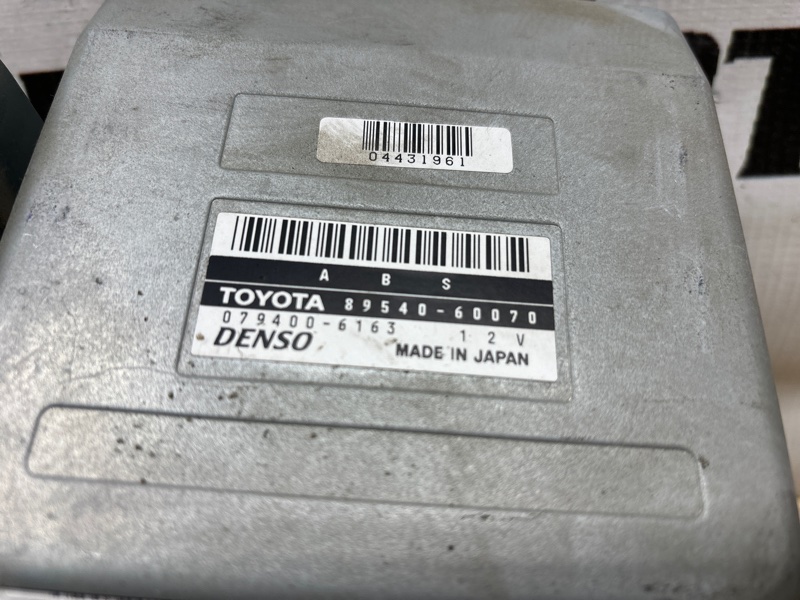 04431961
A B S
TOYOTA 89540-60070
079400-6163 12V
DENSO MADE IN JAPAN